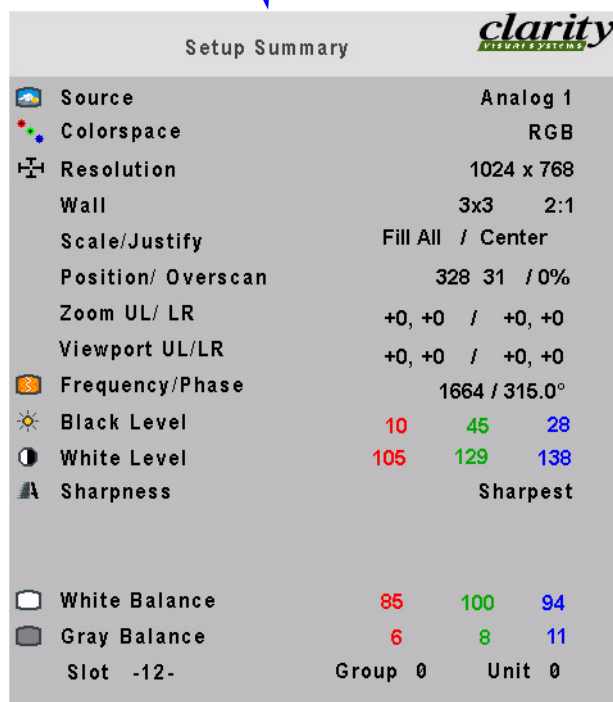 Setup Summary
clarity
VISUAL SYSTEMS
Source Analog 1
Colorspace RGB
Resolution 1024 x 768
Wall 3x3 2:1
Scale/Justify Fill All / Center
Position/ Overscan 328 31 / 0%
Zoom UL/ LR +0, +0 / +0, +0
Viewport UL/LR +0, +0 / +0, +0
Frequency/Phase 1664 / 315.0°
Black Level 10 45 28
White Level 105 129 138
Sharpness Sharpest
White Balance 85 100 94
Gray Balance 6 8 11
Slot -12- Group 0 Unit 0